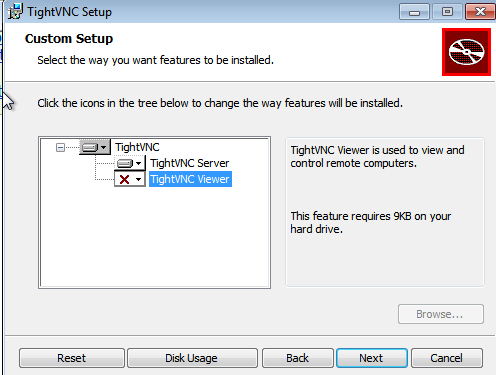 TightVNC Setup
Custom Setup
Select the way you want features to be installed.
Click the icons in the tree below to change the way features will be installed.
TightVNC
TightVNC Server
TightVNC Viewer
TightVNC Viewer is used to view and
control remote computers.
This feature requires 9KB on your
hard drive.
Browse...
Reset
Disk Usage
Back
Next
Cancel